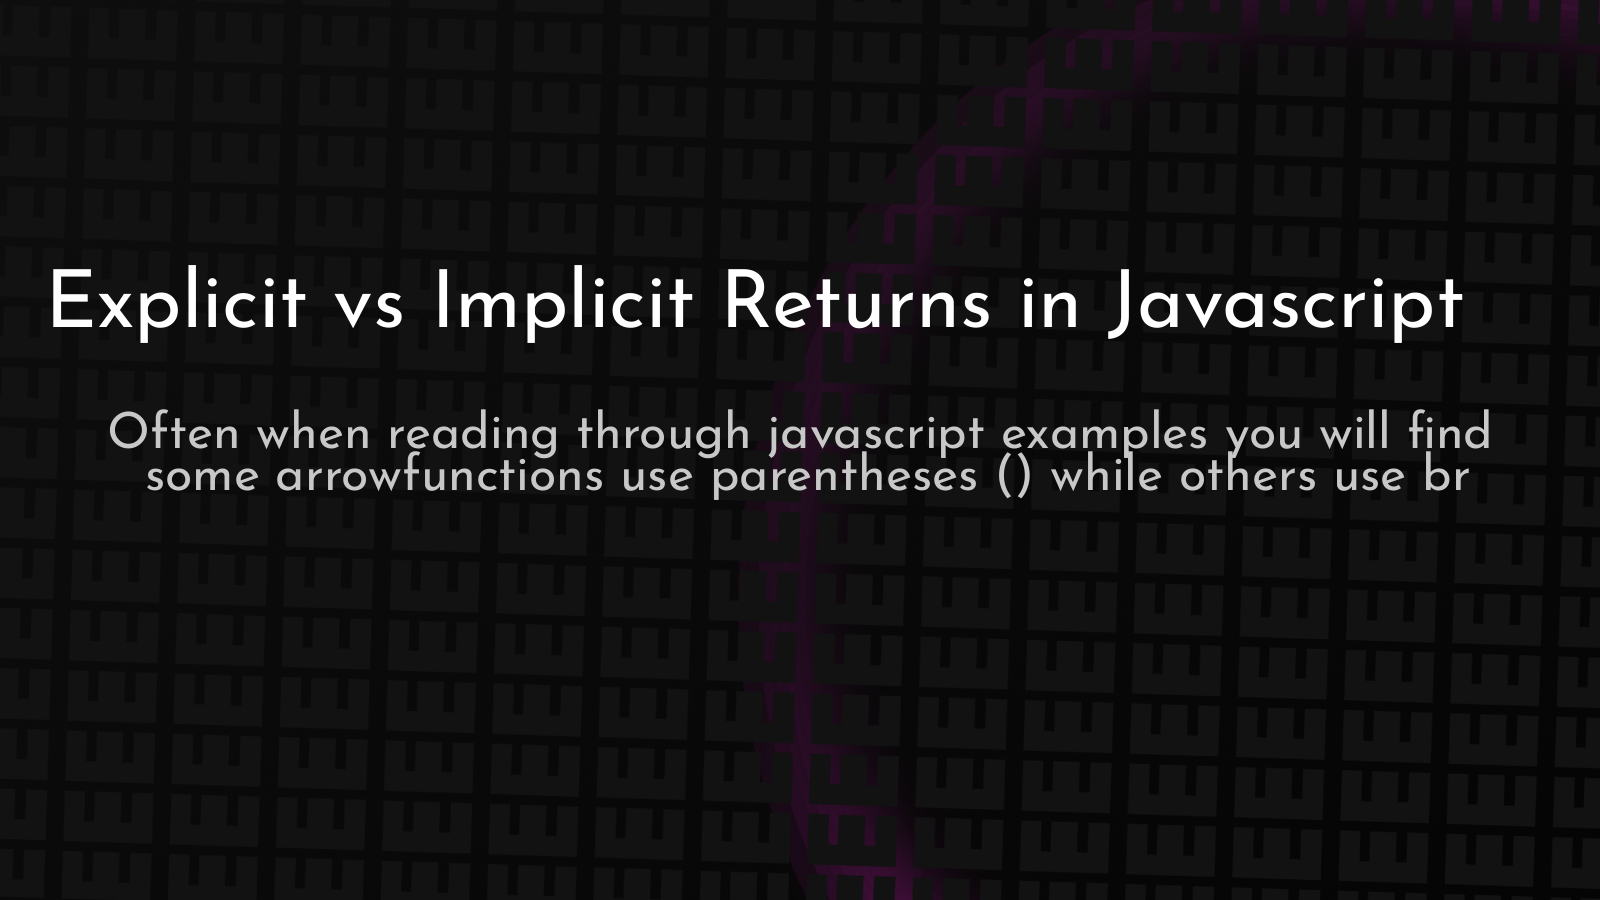 Explicit vs Implicit Returns in Javascript
Often when reading through javascript examples you will find
some arrowfunctions use parentheses () while others use br